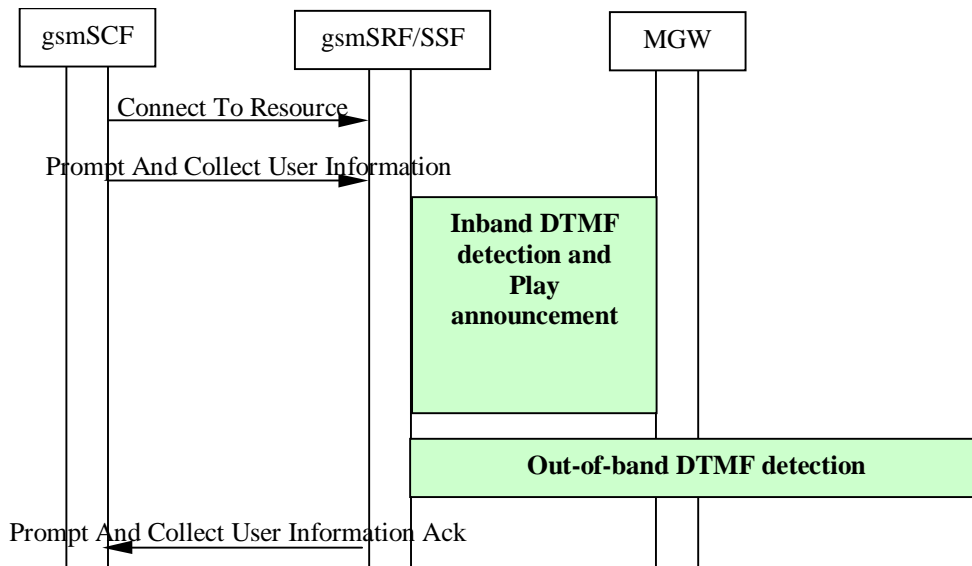 gsmSCF
gsmSRF/SSF
MGW
Connect To Resource
Prompt And Collect User Information
Inband DTMF
detection and
Play
announcement
Out-of-band DTMF detection
Prompt And Collect User Information Ack